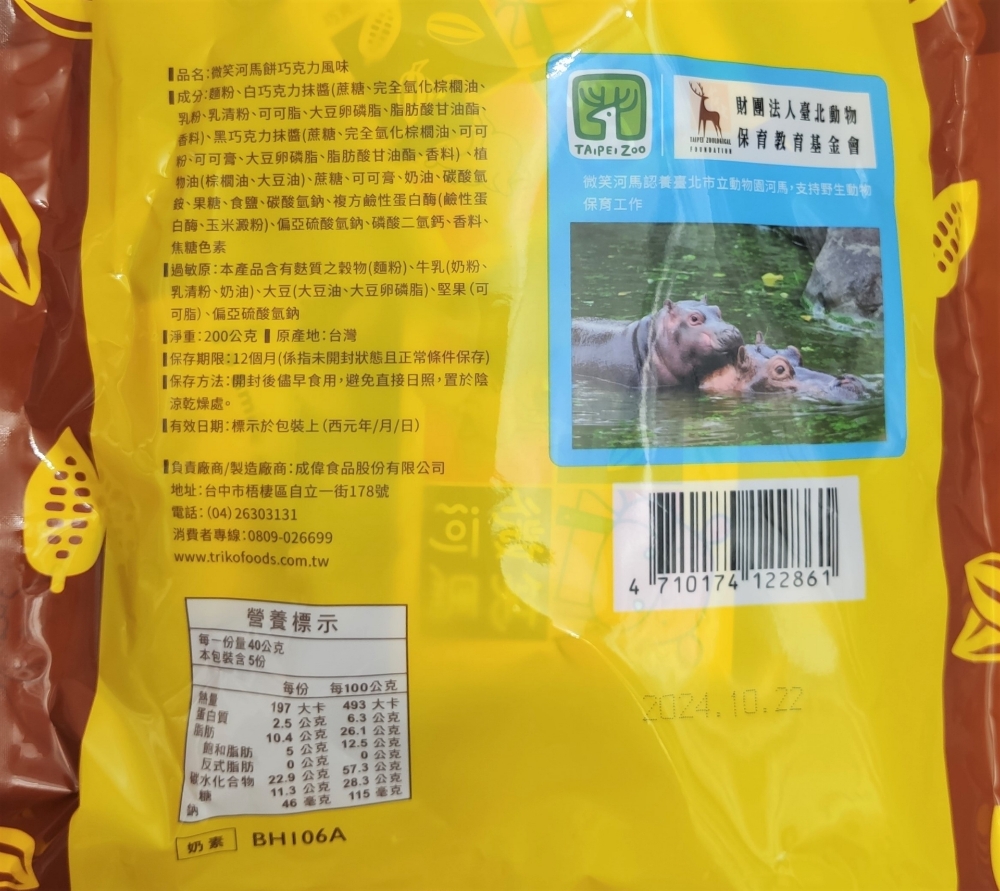 品名:微笑河馬餅巧克力風味
成分:麵粉、白巧克力抹醬(蔗糖、完全氫化棕櫚油、
乳粉、乳清粉、可可脂、大豆卵磷脂、脂肪酸甘油酯、
香料)、黑巧克力抹醬(蔗糖、完全氫化棕櫚油、可可
粉、可可膏、大豆卵磷脂、脂肪酸甘油酯、香料)、植
物油(棕櫚油、大豆油)、蔗糖、可可膏、奶油、碳酸氫
銨、果糖、食鹽、碳酸氫鈉、複方鹼性蛋白酶(鹼性蛋
白酶、玉米澱粉)、偏亞硫酸氫鈉、磷酸二氫鈣、香料、
焦糖色素
過敏原:本產品含有麩質之穀物(麵粉)、牛乳(奶粉、
乳清粉、奶油)、大豆(大豆油、大豆卵磷脂)、堅果(可
可脂)、偏亞硫酸氫鈉
淨重:200公克 原產地:台灣
保存期限:12個月(係指未開封狀態且正常條件保存)
保存方法:開封後儘早食用,避免直接日照,置於陰
涼乾燥處。
有效日期:標示於包裝上(西元年/月/日)
負責廠商/製造廠商:成偉食品股份有限公司
地址:台中市梧棲區自立一街178號
電話:(04)26303131
消費者專線:0809-026699
www.trikofoods.com.tw
營養標示
每一份量40公克
本包裝含5份
每份 每100公克
熱量 197 大卡 493 大卡
蛋白質 2.5 公克 6.3 公克
脂肪 10.4 公克 26.1 公克
飽和脂肪 5 公克 12.5 公克
反式脂肪 0 公克 0 公克
碳水化合物 22.9 公克 57.3 公克
糖 11.3 公克 28.3 公克
鈉 46 毫克 115 毫克
奶素 BH106A
TAIPEI ZOO
財團法人臺北動物
保育教育基金會
TAIPEI ZOOLOGICAL
FOUNDATION
微笑河馬認養臺北市立動物園河馬,支持野生動物
保育工作
4 710174 122861
2024.10.22